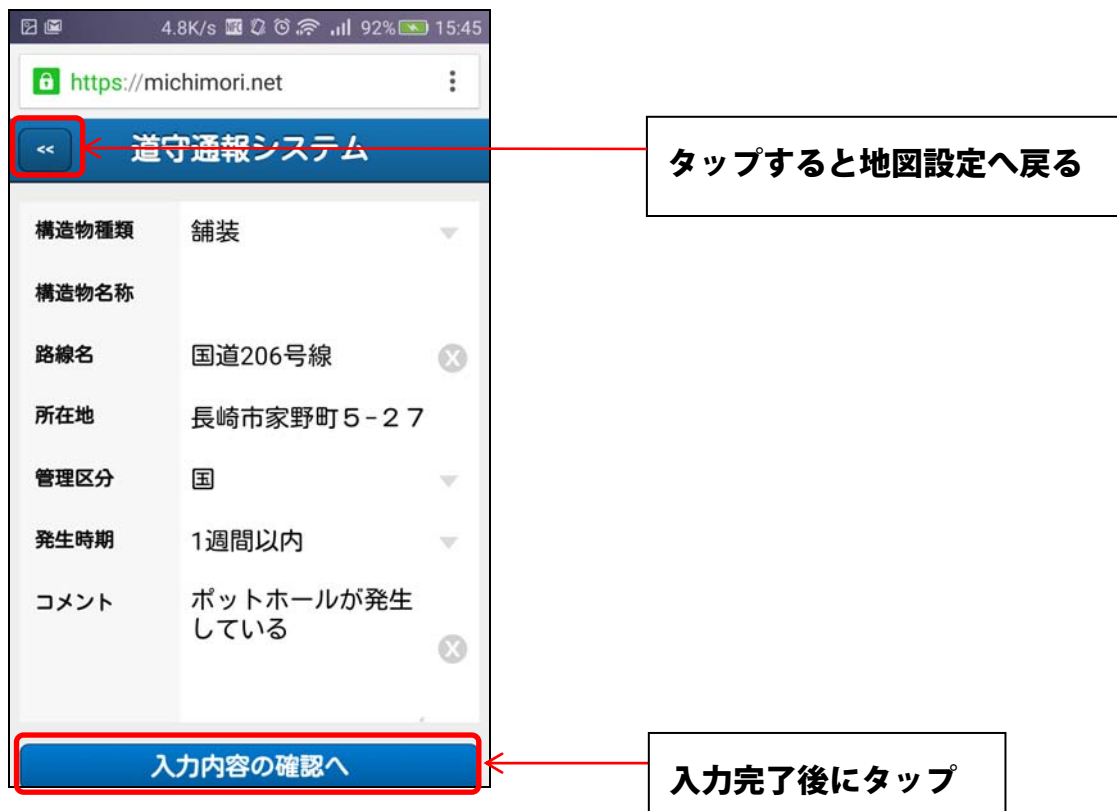 4.8K/s 92% 15:45
https://michimori.net
<< 道守通報システム
タップすると地図設定へ戻る
構造物種類 舗装
構造物名称
路線名 国道206号線
所在地 長崎市家野町5-27
管理区分 国
発生時期 1週間以内
コメント ポットホールが発生
している
入力内容の確認へ
入力完了後にタップ